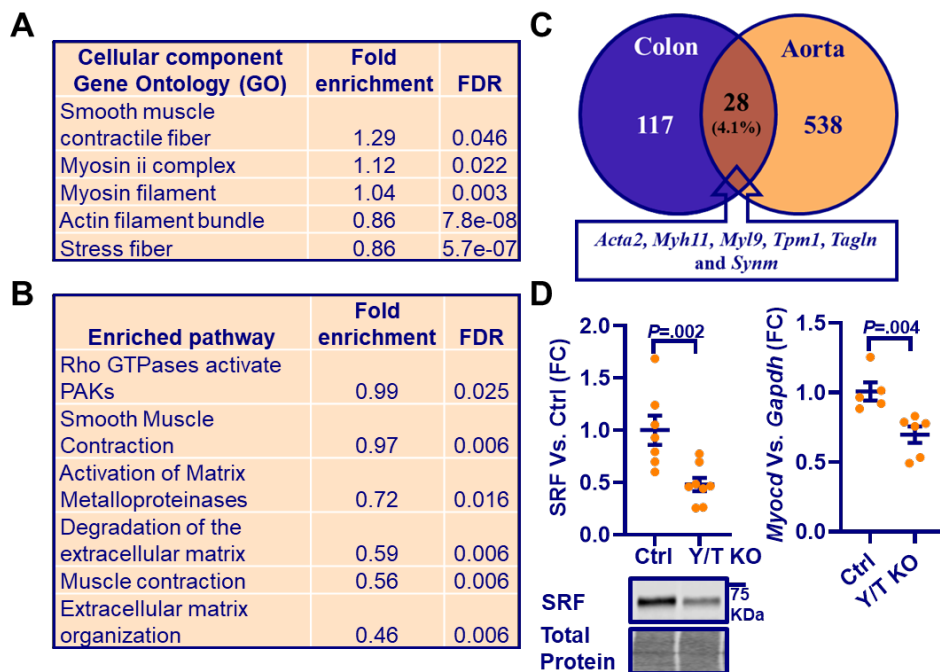 A
Cellular component
Gene Ontology (GO)
Fold
enrichment
FDR
Smooth muscle
contractile fiber
1.29
0.046
Myosin ii complex
1.12
0.022
Myosin filament
1.04
0.003
Actin filament bundle
0.86
7.8e-08
Stress fiber
0.86
5.7e-07
B
Enriched pathway
Fold
enrichment
FDR
Rho GTPases activate
PAKs
0.99
0.025
Smooth Muscle
Contraction
0.97
0.006
Activation of Matrix
Metalloproteinases
0.72
0.016
Degradation of the
extracellular matrix
0.59
0.006
Muscle contraction
0.56
0.006
Extracellular matrix
organization
0.46
0.006
C
Colon
Aorta
117
28
(4.1%)
538
Acta2, Myh11, Myl9, Tpm1, Tagln
and Synm
D
SRF Vs. Ctrl (FC)
2.0
1.5
1.0
0.5
0.0
P=.002
Ctrl
Y/T KO
SRF
75
KDa
Total
Protein
Myocd Vs. Gapdh (FC)
1.5
1.0
0.5
0.0
P=.004
Ctrl
Y/T KO